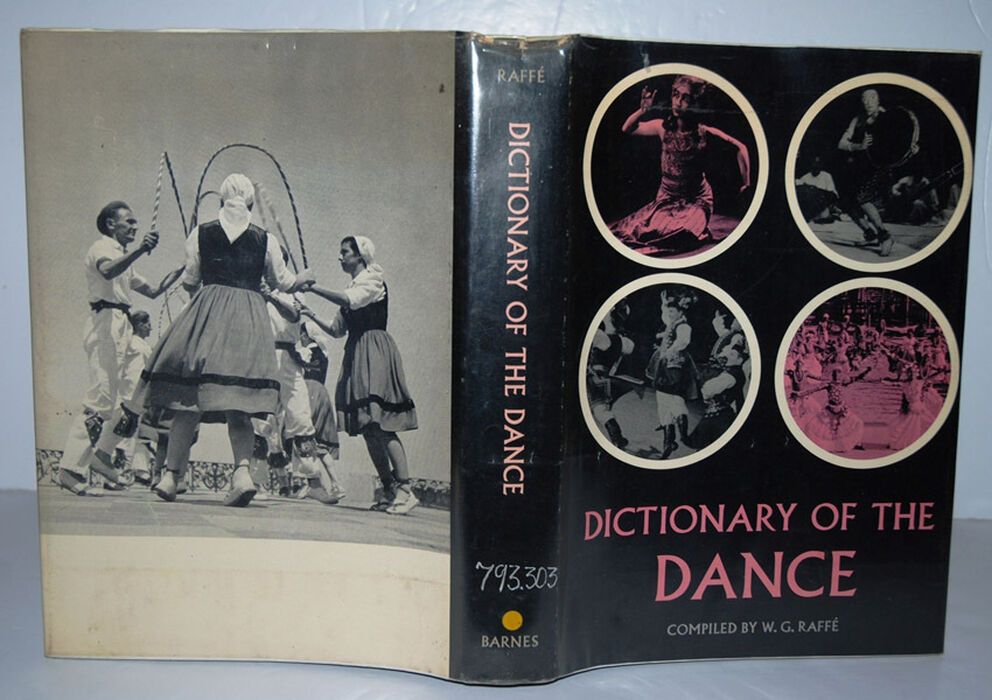 RAFFÉ
DICTIONARY OF THE DANCE
793.303
BARNES
DICTIONARY OF THE
DANCE
COMPILED BY W. G. RAFFÉ